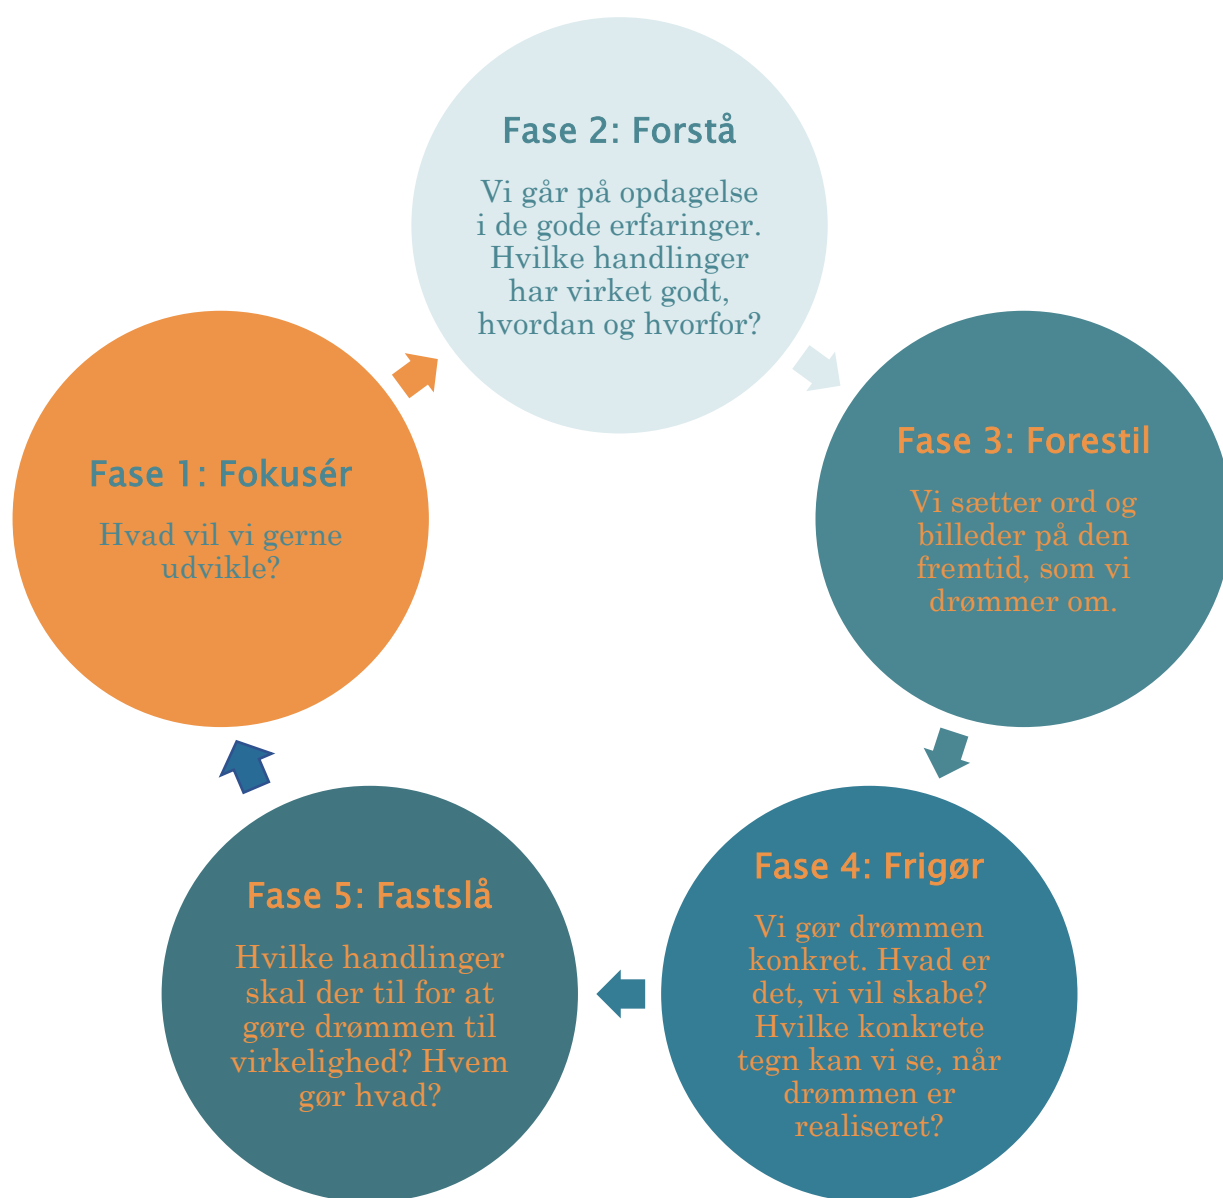 Fase 1: Fokusér
Hvad vil vi gerne
udvikle?
Fase 2: Forstå
Vi går på opdagelse
i de gode erfaringer.
Hvilke handlinger
har virket godt,
hvordan og hvorfor?
Fase 3: Forestil
Vi sætter ord og
billeder på den
fremtid, som vi
drømmer om.
Fase 4: Frigør
Vi gør drømmen
konkret. Hvad er
det, vi vil skabe?
Hvilke konkrete
tegn kan vi se, når
drømmen er
realiseret?
Fase 5: Fastslå
Hvilke handlinger
skal der til for at
gøre drømmen til
virkelighed? Hvem
gør hvad?